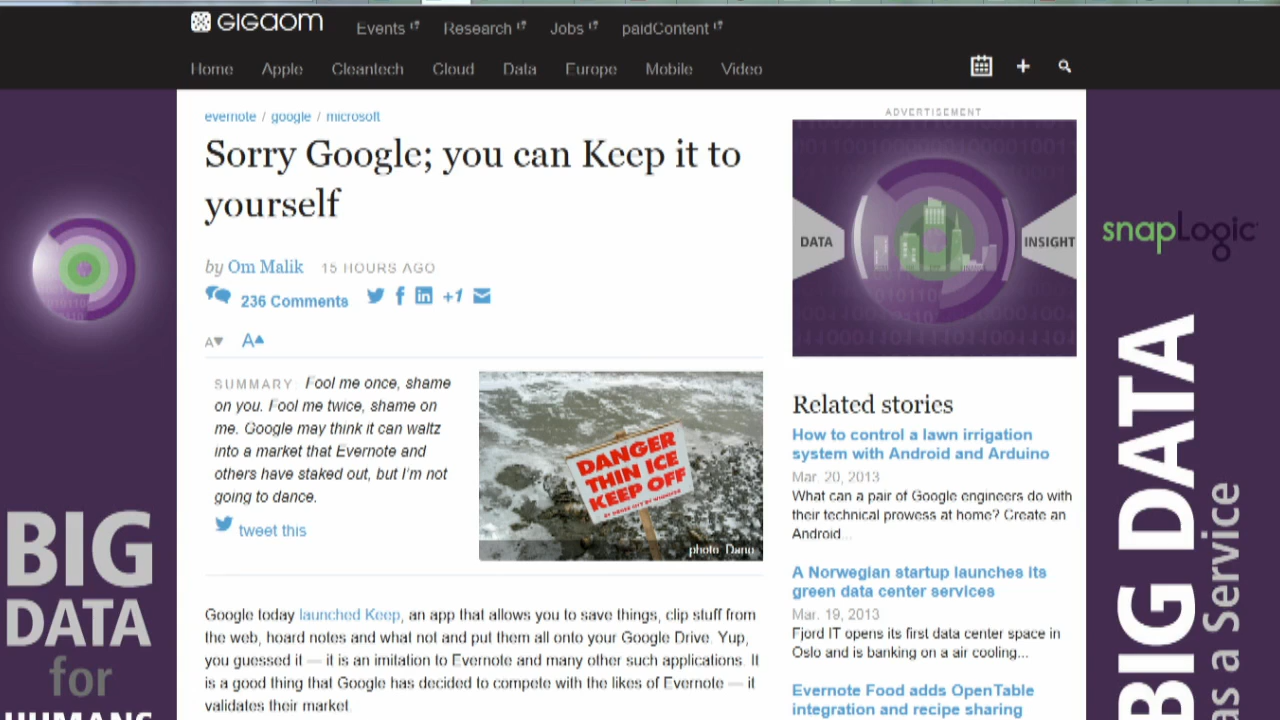 GIGAOM
Events Research Jobs paidContent
Home Apple Cleantech Cloud Data Europe Mobile Video
evernote / google / microsoft
Sorry Google; you can Keep it to
yourself
by Om Malik 15 HOURS AGO
236 Comments +1
A▼ A▲
SUMMARY: Fool me once, shame
on you. Fool me twice, shame on
me. Google may think it can waltz
into a market that Evernote and
others have staked out, but I'm not
going to dance.
tweet this
DANGER
THIN ICE
KEEP OFF
photo: Danu
Google today launched Keep, an app that allows you to save things, clip stuff from
the web, hoard notes and what not and put them all onto your Google Drive. Yup,
you guessed it — it is an imitation to Evernote and many other such applications. It
is a good thing that Google has decided to compete with the likes of Evernote — it
validates their market.
ADVERTISEMENT
DATA
INSIGHT
Related stories
How to control a lawn irrigation
system with Android and Arduino
Mar. 20, 2013
What can a pair of Google engineers do with
their technical prowess at home? Create an
Android...
A Norwegian startup launches its
green data center services
Mar. 19, 2013
Fjord IT opens its first data center space in
Oslo and is banking on a air cooling...
Evernote Food adds OpenTable
integration and recipe sharing
BIG
DATA
for
HUMANS
snapLogic
BIG DATA
as a Service